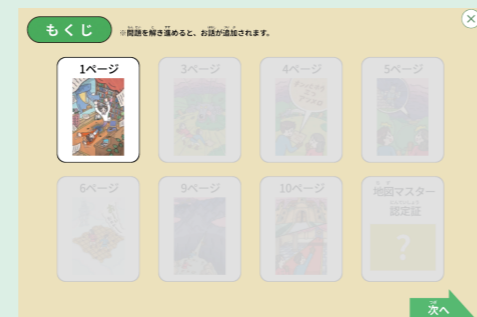 もくじ
※問題を解き進めると、お話が追加されます。
1ページ
3ページ
4ページ
5ページ
6ページ
9ページ
10ページ
地図マスター
認定証
?
次へ